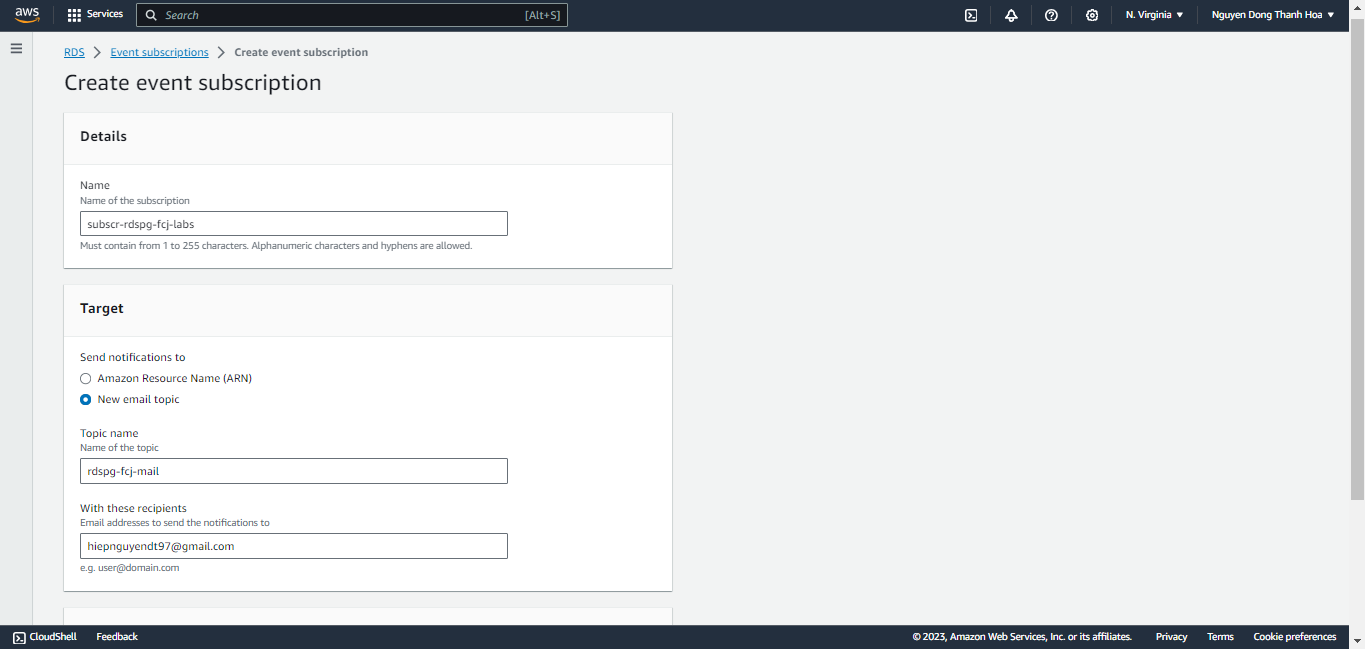 aws Services Search [Alt+S] N. Virginia Nguyen Dong Thanh Hoa
RDS Event subscriptions Create event subscription
Create event subscription
Details
Name
Name of the subscription
subscr-rdspg-fcj-labs
Must contain from 1 to 255 characters. Alphanumeric characters and hyphens are allowed.
Target
Send notifications to
Amazon Resource Name (ARN)
New email topic
Topic name
Name of the topic
rdspg-fcj-mail
With these recipients
Email addresses to send the notifications to
hiepnguyendt97@gmail.com
e.g. user@domain.com
CloudShell Feedback © 2023, Amazon Web Services, Inc. or its affiliates. Privacy Terms Cookie preferences